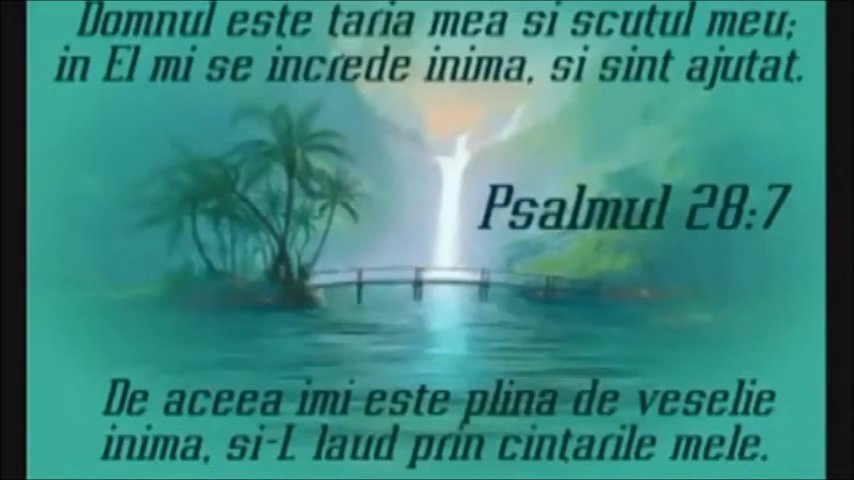 Domnul este taria mea si scutul meu;
in El mi se increde inima, si sint ajutat.
Psalmul 28:7
De aceea imi este plina de veselie
inima, si-L laud prin cintarile mele.